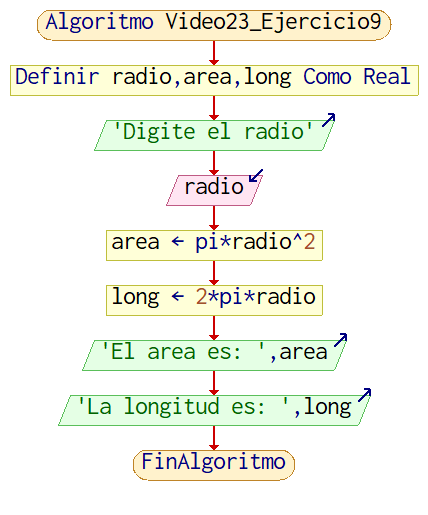 Algoritmo Video23_Ejercicio9
Definir radio,area,long Como Real
'Digite el radio'
radio
area ← pi*radio^2
long ← 2*pi*radio
'El area es: ',area
'La longitud es: ',long
FinAlgoritmo